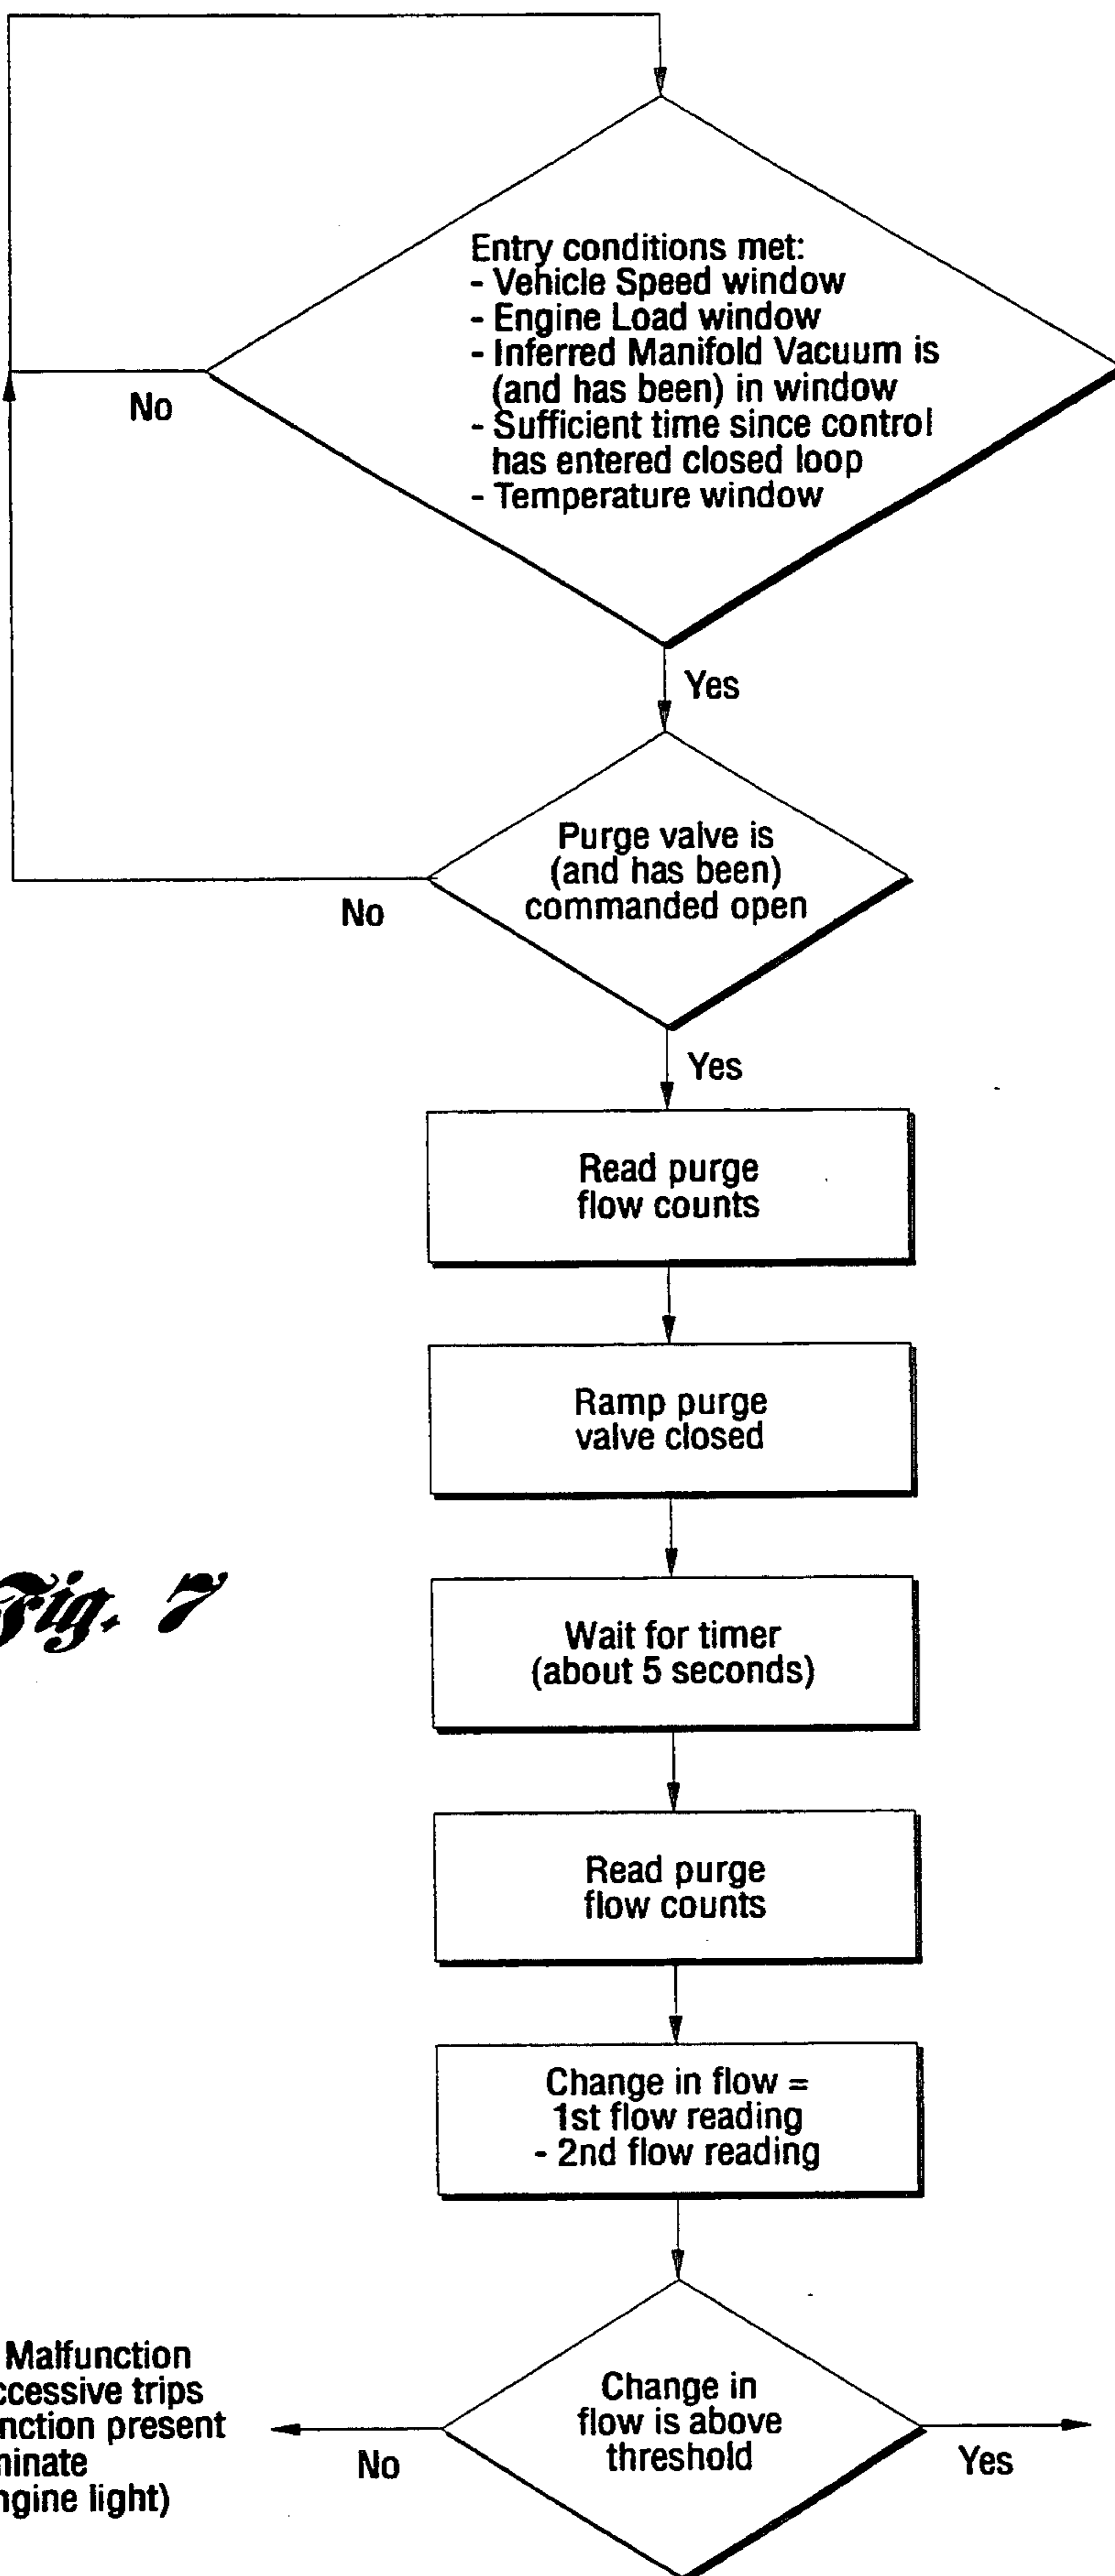 Entry conditions met:
- Vehicle Speed window
- Engine Load window
- Inferred Manifold Vacuum is
(and has been) in window
- Sufficient time since control
has entered closed loop
- Temperature window
No
Yes
Purge valve is
(and has been)
commanded open
No
Yes
Read purge
flow counts
Ramp purge
valve closed
Fig. 7
Wait for timer
(about 5 seconds)
Read purge
flow counts
Change in flow =
1st flow reading
- 2nd flow reading
Change in
flow is above
threshold
No
Yes
Malfunction
trips
present
light)